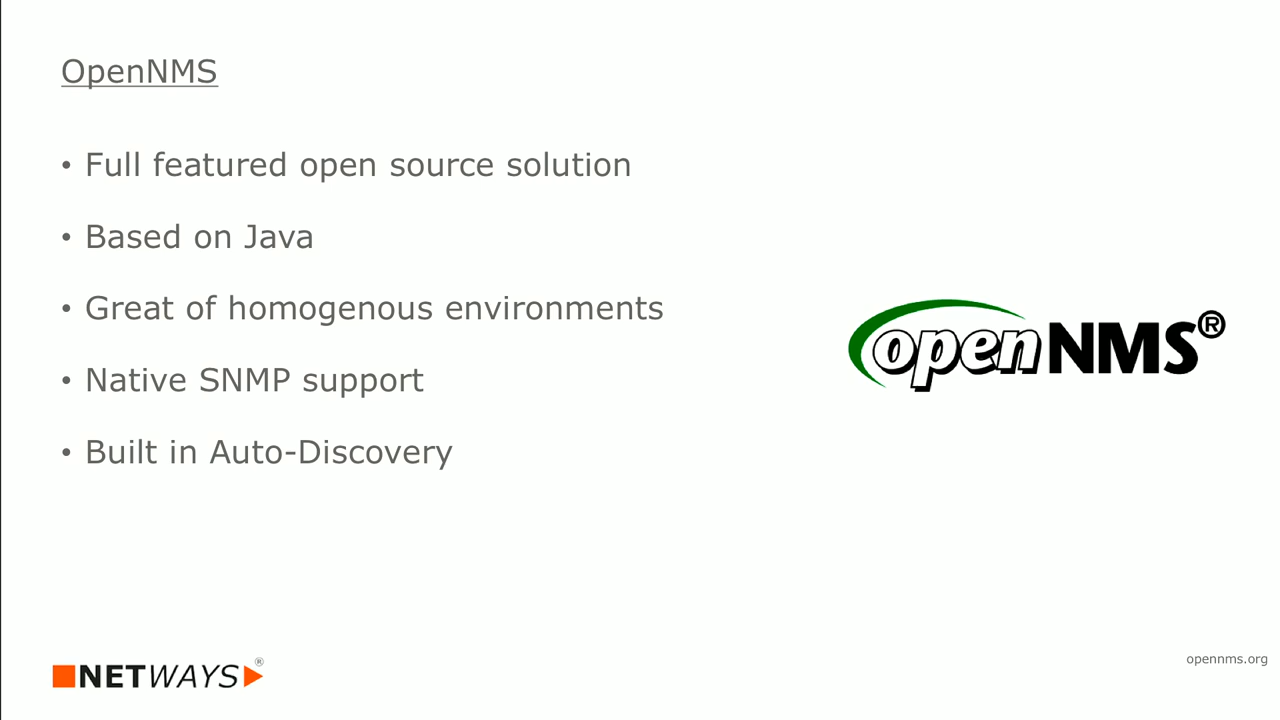 OpenNMS
• Full featured open source solution
• Based on Java
• Great of homogenous environments
• Native SNMP support
• Built in Auto-Discovery
openNMS®
NETWAYS®
opennms.org